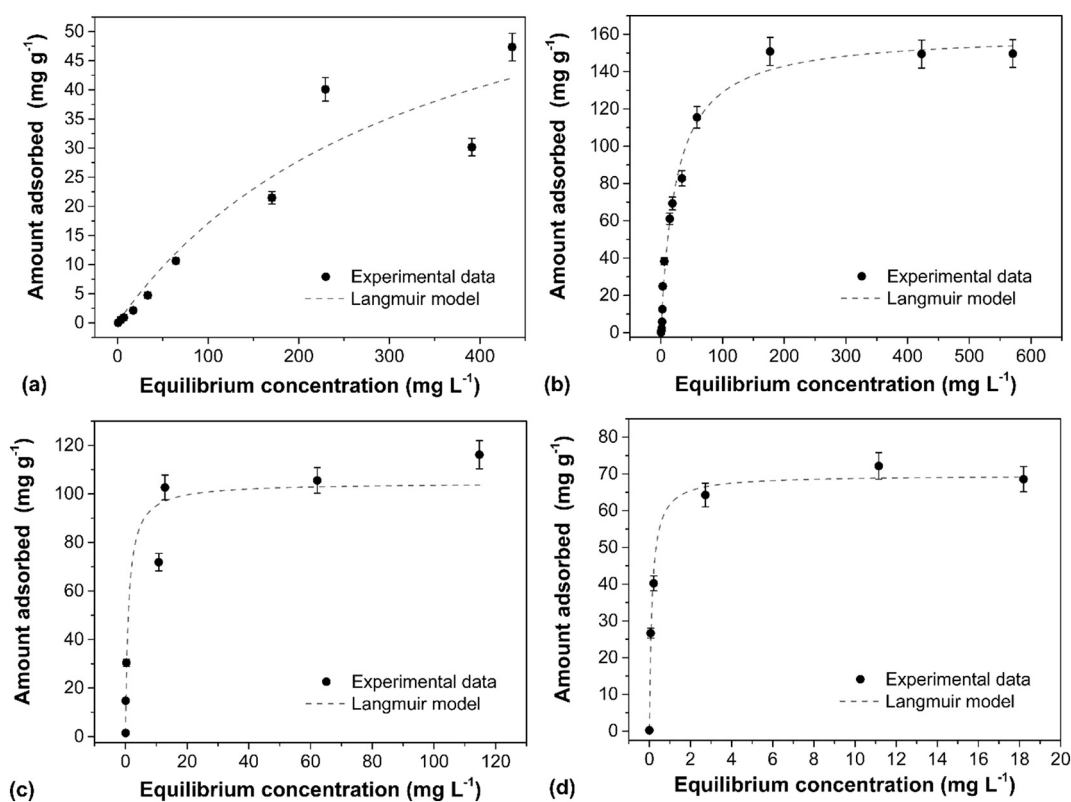 50
45
40
35
30
25
20
15
10
5
0
Amount adsorbed (mg g⁻¹)
Experimental data
Langmuir model
0 100 200 300 400
(a) Equilibrium concentration (mg L⁻¹)
160
140
120
100
80
60
40
20
0
Amount adsorbed (mg g⁻¹)
Experimental data
Langmuir model
0 100 200 300 400 500 600
(b) Equilibrium concentration (mg L⁻¹)
120
100
80
60
40
20
0
Amount adsorbed (mg g⁻¹)
Experimental data
Langmuir model
0 20 40 60 80 100 120
(c) Equilibrium concentration (mg L⁻¹)
80
70
60
50
40
30
20
10
0
Amount adsorbed (mg g⁻¹)
Experimental data
Langmuir model
0 2 4 6 8 10 12 14 16 18 20
(d) Equilibrium concentration (mg L⁻¹)